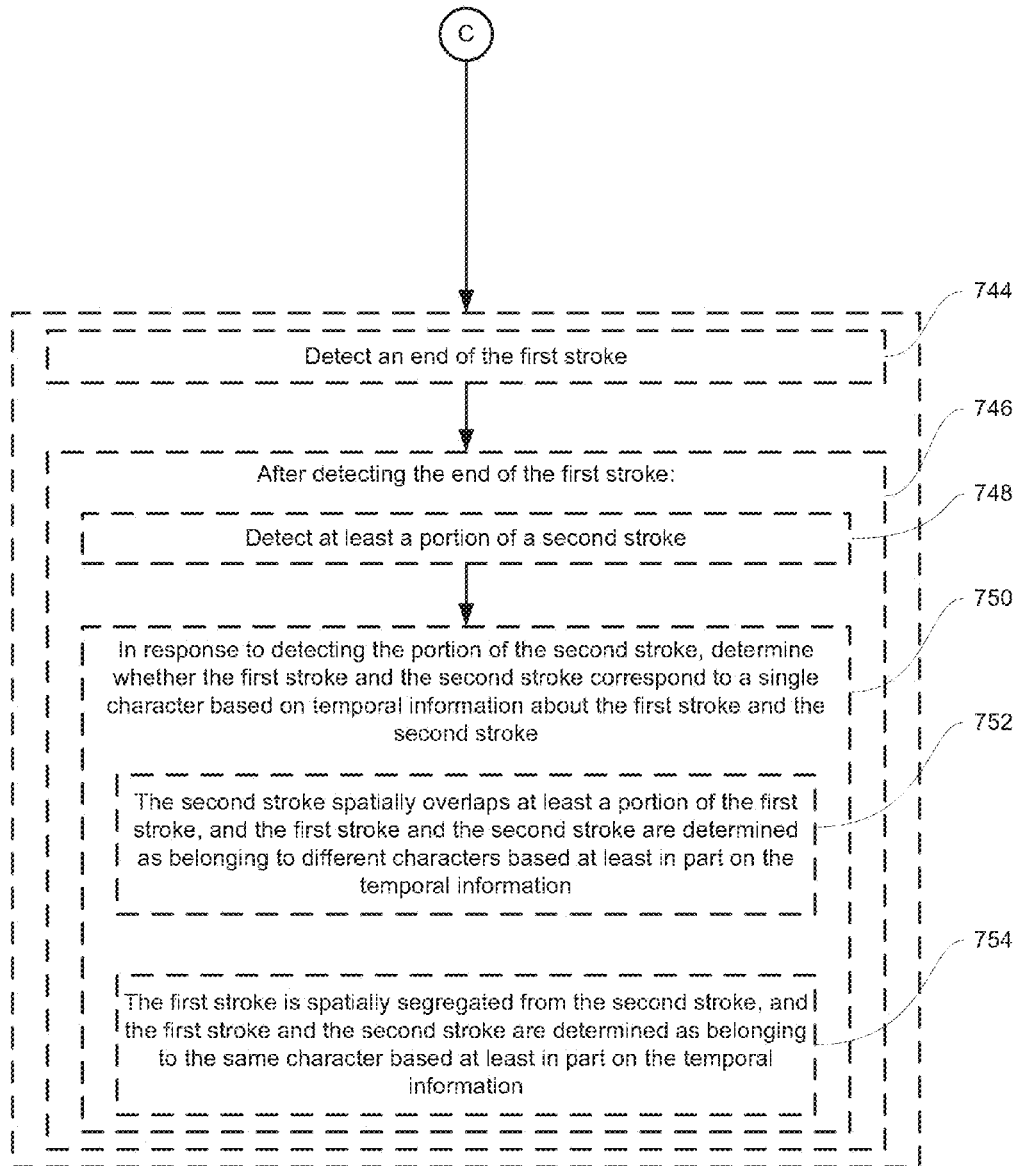 C
744
Detect an end of the first stroke
746
After detecting the end of the first stroke:
748
Detect at least a portion of a second stroke
750
In response to detecting the portion of the second stroke, determine
whether the first stroke and the second stroke correspond to a single
character based on temporal information about the first stroke and the
second stroke
752
The second stroke spatially overlaps at least a portion of the first
stroke, and the first stroke and the second stroke are determined
as belonging to different characters based at least in part on the
temporal information
754
The first stroke is spatially segregated from the second stroke, and
the first stroke and the second stroke are determined as belonging
to the same character based at least in part on the temporal
information